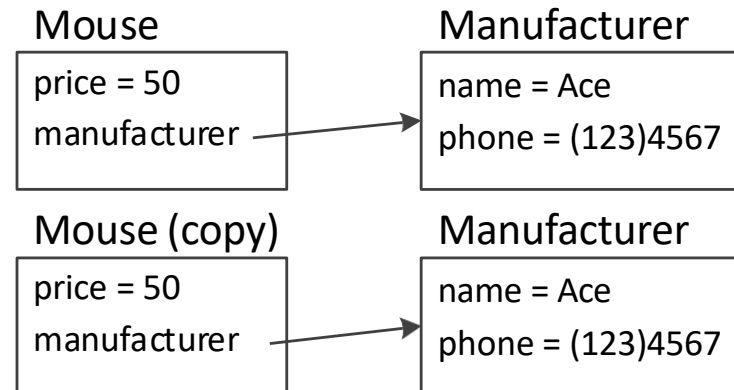 Mouse
Manufacturer
price = 50
manufacturer
name = Ace
phone = (123)4567
Mouse (copy)
Manufacturer
price = 50
manufacturer
name = Ace
phone = (123)4567